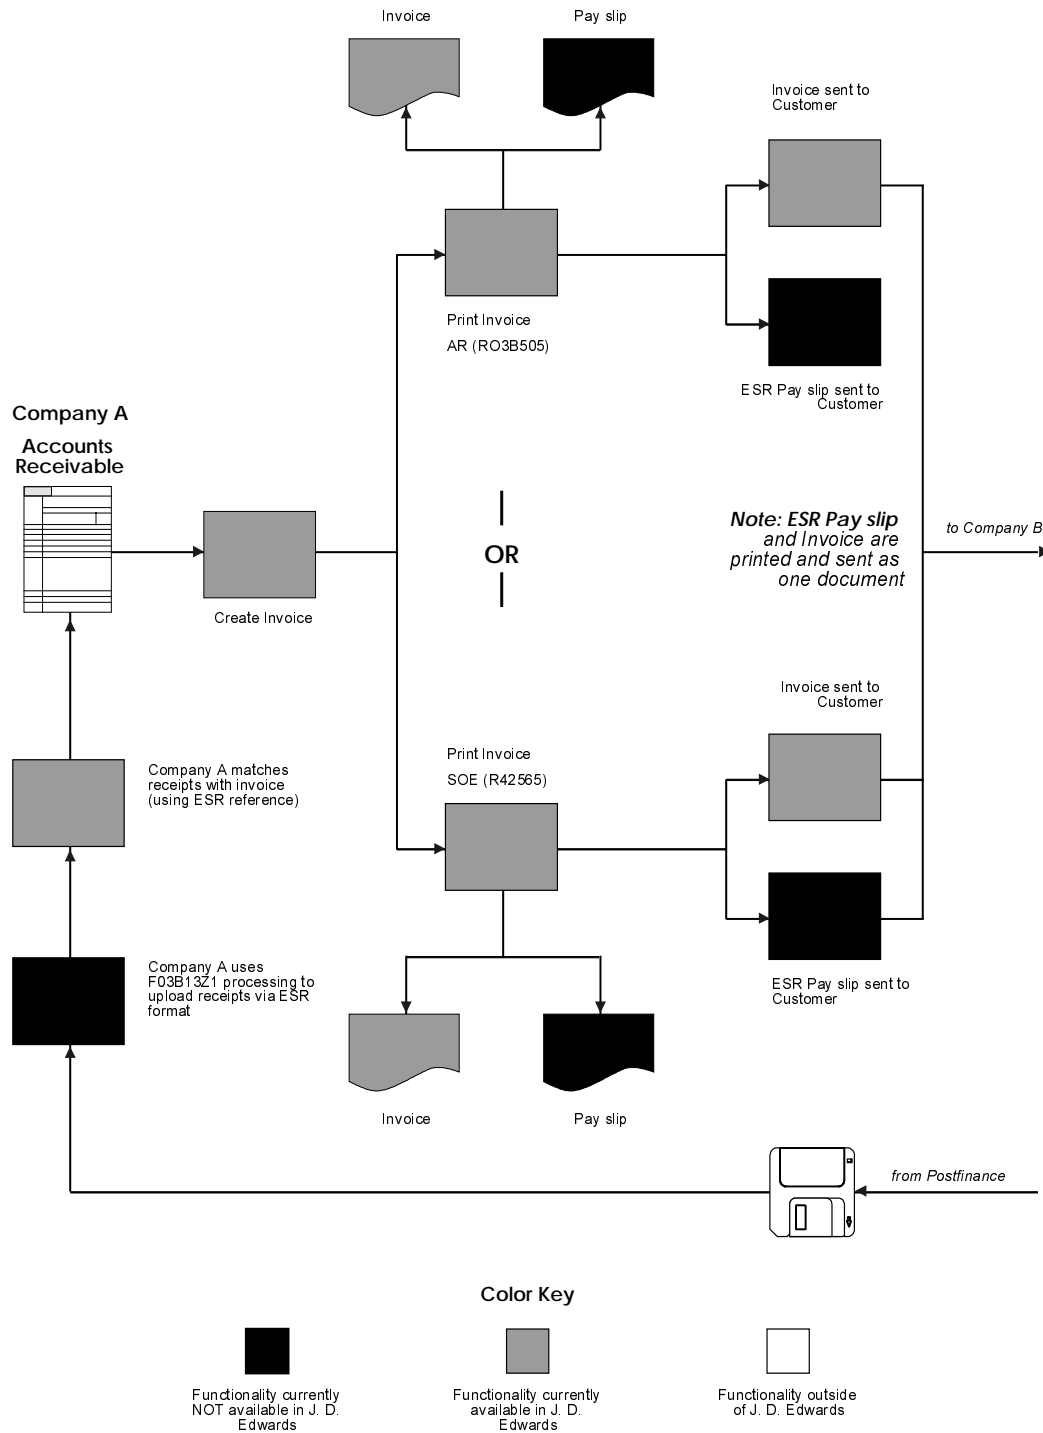 Invoice
Pay slip
Invoice sent to
Customer
Print Invoice
AR (RO3B505)
ESR Pay slip sent to
Customer
Company A
Accounts
Receivable
OR
Note: ESR Pay slip
and Invoice are
printed and sent as
one document
to Company B
Create Invoice
Invoice sent to
Customer
Print Invoice
SOE (R42565)
Company A matches
receipts with invoice
(using ESR reference)
Company A uses
F03B13Z1 processing to
upload receipts via ESR
format
ESR Pay slip sent to
Customer
Invoice
Pay slip
from Postfinance
Color Key
Functionality currently
NOT available in J. D.
Edwards
Functionality currently
available in J. D.
Edwards
Functionality outside
of J. D. Edwards